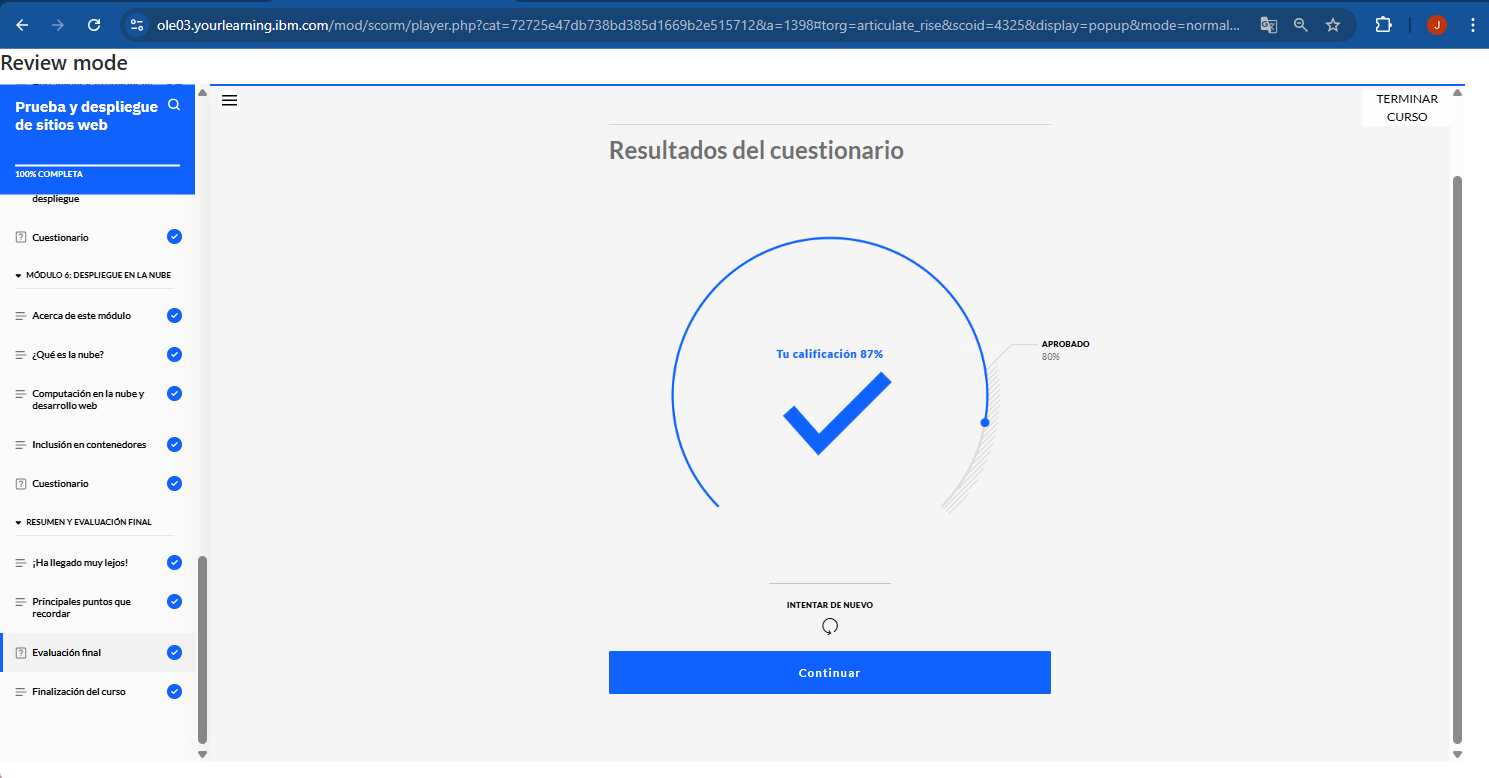 ole03.yourlearning.ibm.com/mod/scorm/player.php?cat=72725e47db738bd385d1669b2e515712&a=1398¤torg=articulate_rise&scoid=4325&display=popup&mode=normal...
J
Review mode
Prueba y despliegue
de sitios web
100% COMPLETA
despliegue
Cuestionario
MÓDULO 6: DESPLIEGUE EN LA NUBE
Acerca de este módulo
¿Qué es la nube?
Computación en la nube y
desarrollo web
Inclusión en contenedores
Cuestionario
RESUMEN Y EVALUACIÓN FINAL
¡Ha llegado muy lejos!
Principales puntos que
recordar
Evaluación final
Finalización del curso
TERMINAR
CURSO
Resultados del cuestionario
Tu calificación 87%
APROBADO
80%
INTENTAR DE NUEVO
Continuar